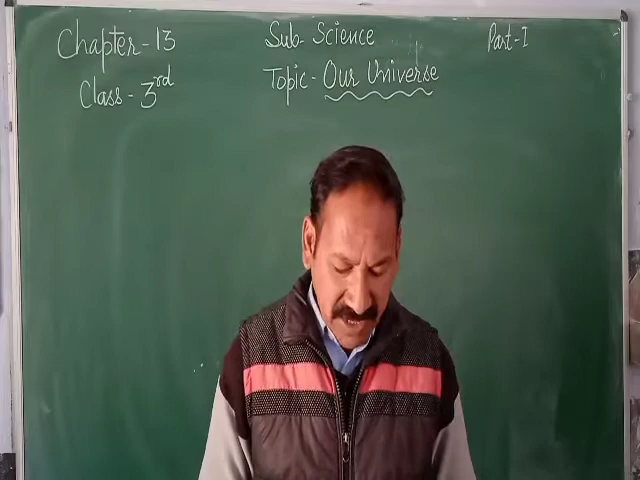 Chapter-13 Sub- Science Part-I
Class- 3rd Topic- Our Universe